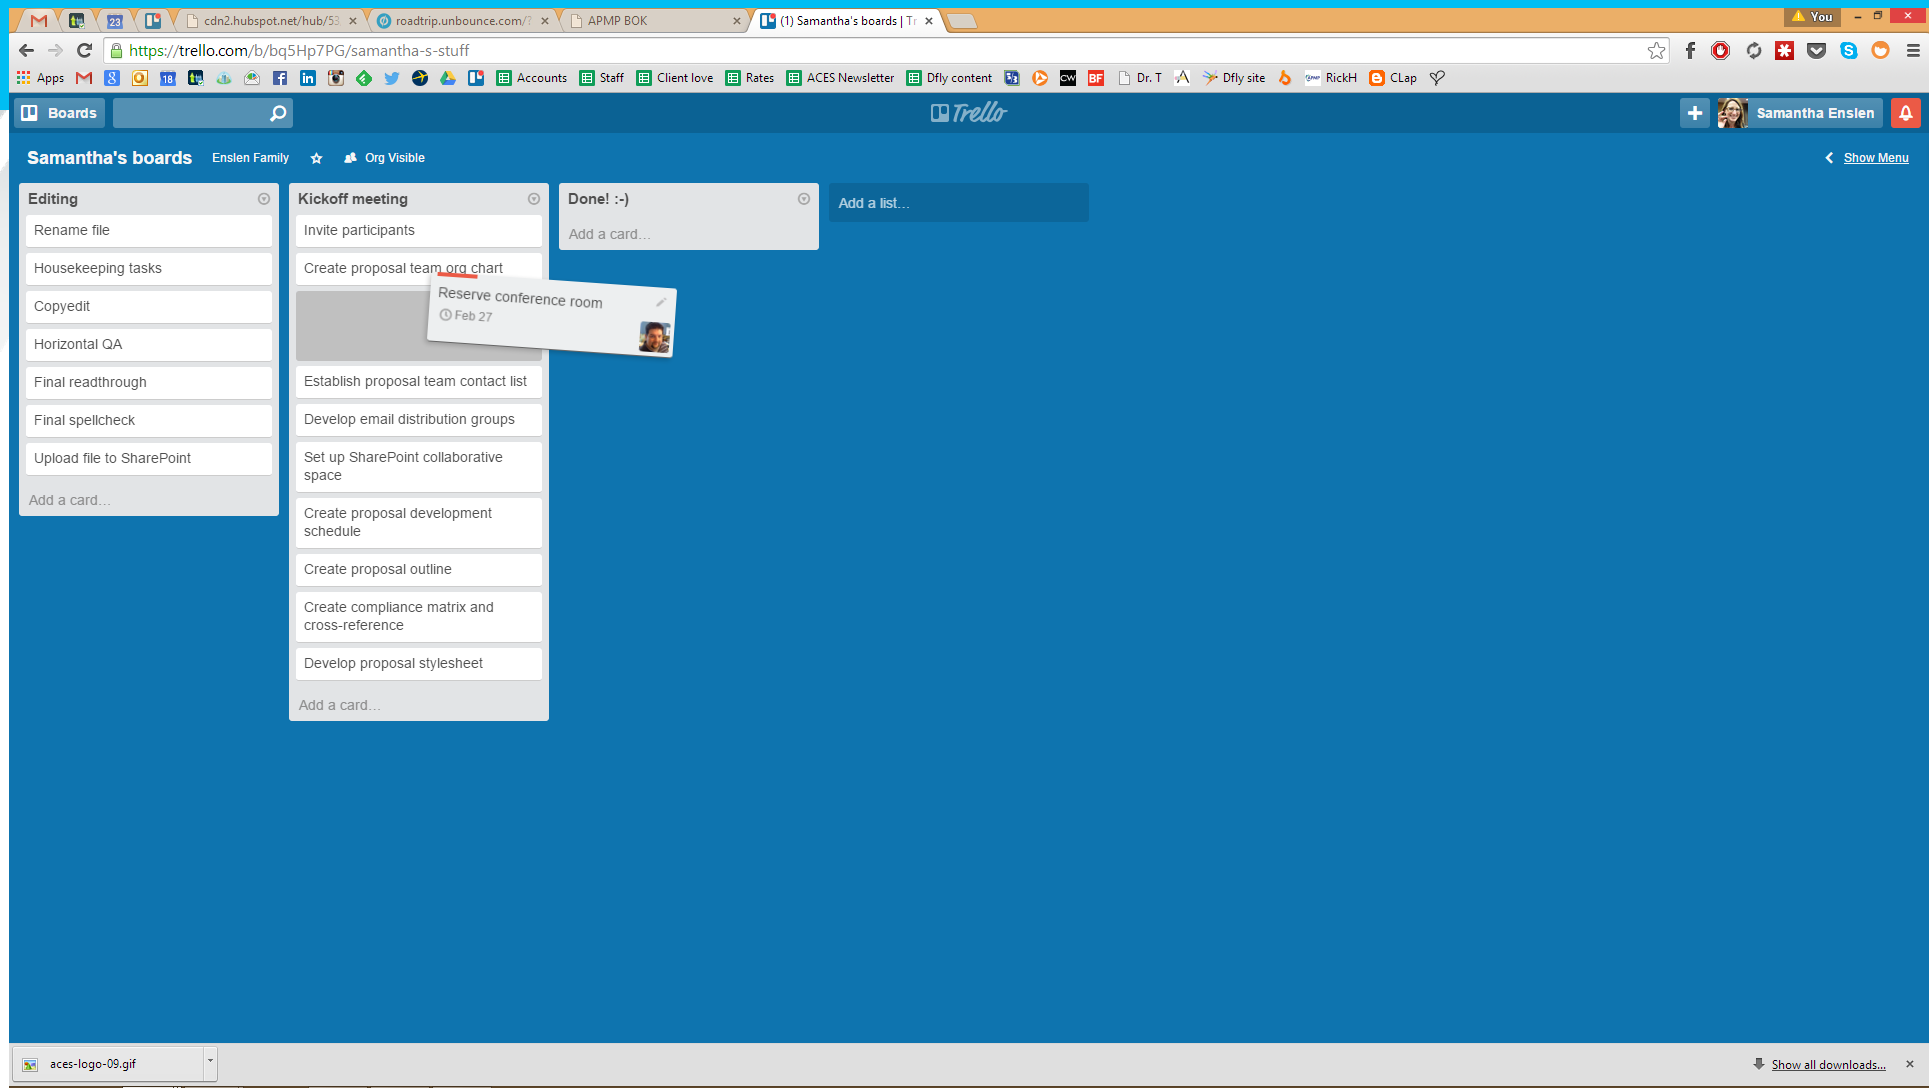 cdn2.hubspot.net/hub/53
roadtrip.unbounce.com/?
APMP BOK
(1) Samantha's boards | Tr
You
https://trello.com/b/bq5Hp7PG/samantha-s-stuff
Apps
Accounts
Staff
Client love
Rates
ACES Newsletter
Dfly content
CW
BF
Dr. T
Dfly site
RickH
CLap
Boards
Trello
Samantha Enslen
Samantha's boards
Enslen Family
Org Visible
Show Menu
Editing
Rename file
Housekeeping tasks
Copyedit
Horizontal QA
Final readthrough
Final spellcheck
Upload file to SharePoint
Add a card…
Kickoff meeting
Invite participants
Create proposal team org chart
Reserve conference room
Feb 27
Establish proposal team contact list
Develop email distribution groups
Set up SharePoint collaborative
space
Create proposal development
schedule
Create proposal outline
Create compliance matrix and
cross-reference
Develop proposal stylesheet
Add a card…
Done! :-)
Add a card…
Add a list…
aces-logo-09.gif
Show all downloads...